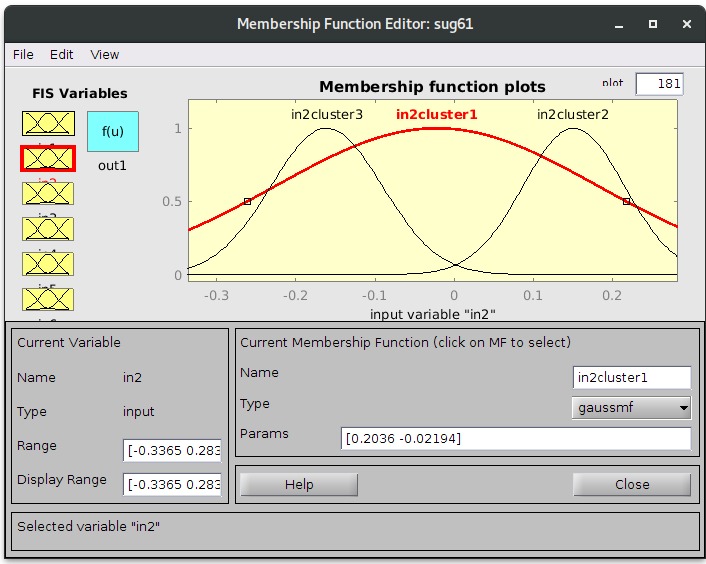 Membership Function Editor: sug61
File Edit View
FIS Variables
f(u)
out1
Membership function plots
plot
181
in2cluster3 in2cluster1 in2cluster2
1
0.5
0
-0.3 -0.2 -0.1 0 0.1 0.2
input variable "in2"
Current Variable
Name in2
Type input
Range [-0.3365 0.283
Display Range [-0.3365 0.283
Current Membership Function (click on MF to select)
Name in2cluster1
Type gaussmf
Params [0.2036 -0.02194]
Help Close
Selected variable "in2"